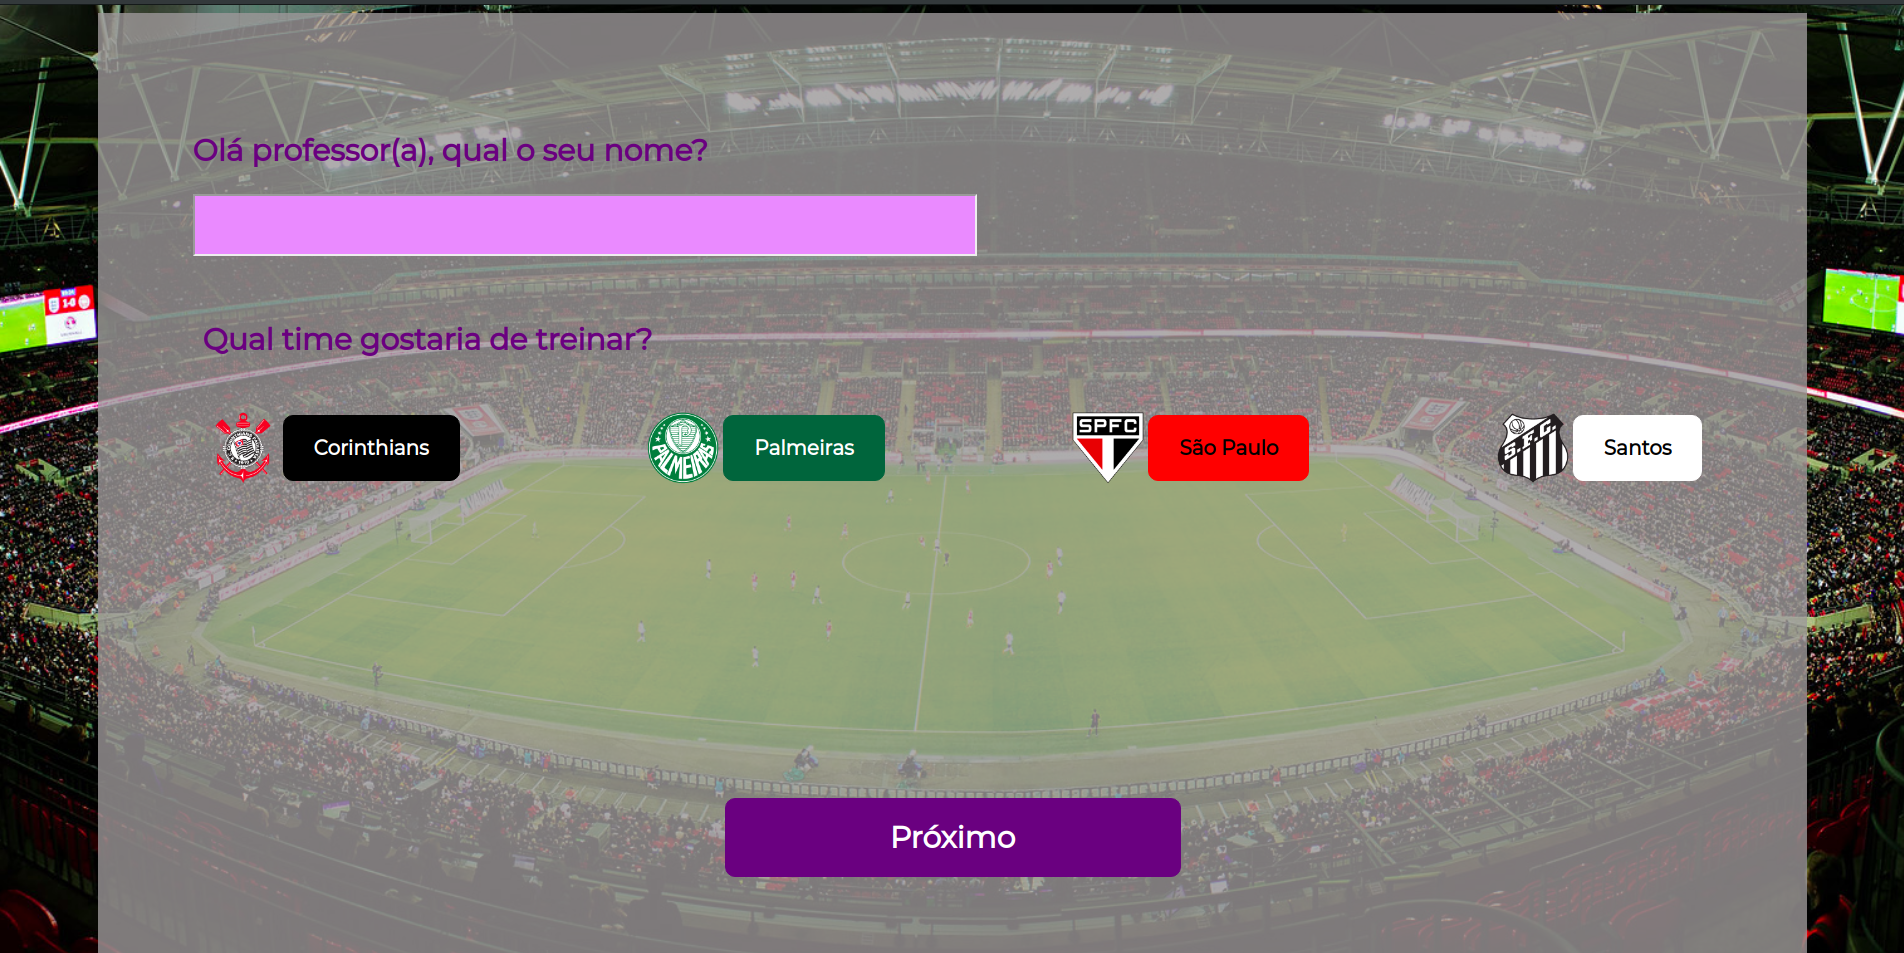 Olá professor(a), qual o seu nome?
Qual time gostaria de treinar?
Corinthians
PALMEIRAS
Palmeiras
SPFC
São Paulo
S.F.C.
Santos
Próximo